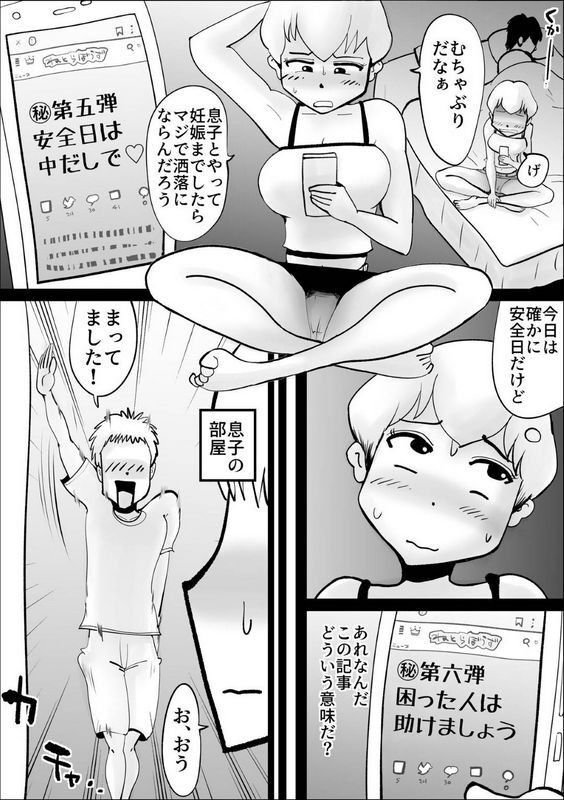 くかー
むちゃぶり
だなぁ
げ
息子とやって
妊娠までしたら
マジで洒落に
ならんだろう
㊙第五弾
安全日は
中だしで♡
今日は
確かに
安全日だけど
㊙第六弾
困った人は
助けましょう
あれなんだ
この記事
どういう意味だ？
息子の
部屋
まって
ました！
お、おう
ガチャ‥